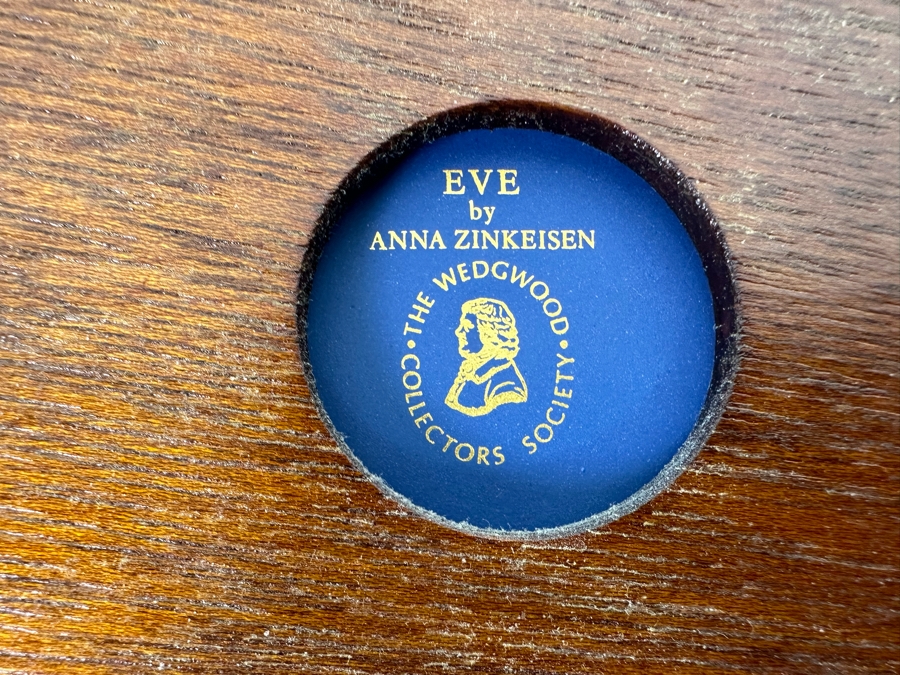 EVE
by
ANNA ZINKEISEN
• THE WEDGWOOD •
COLLECTORS SOCIETY